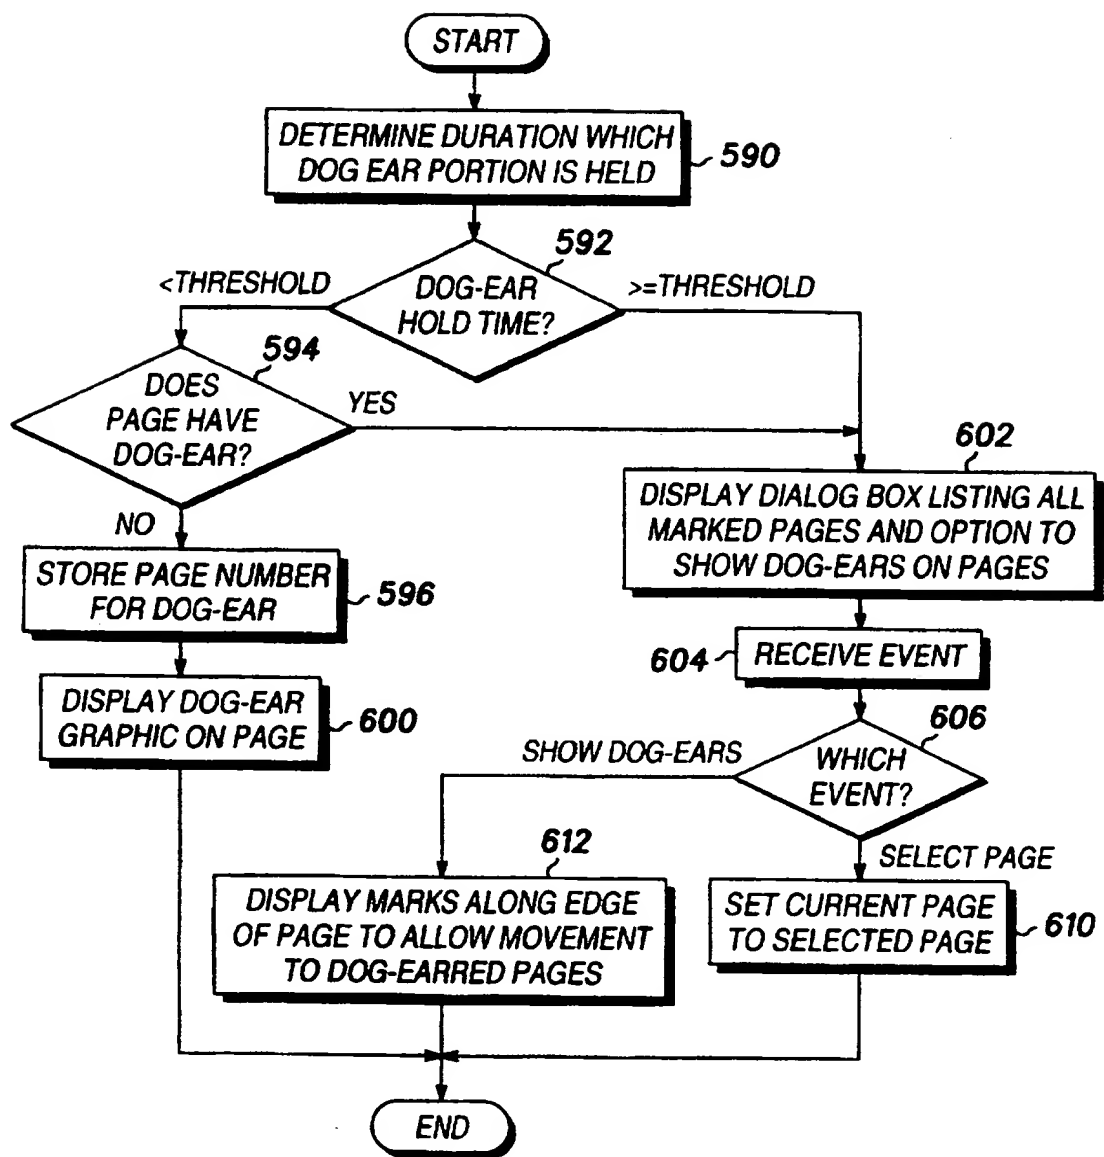 START
DETERMINE DURATION WHICH
DOG EAR PORTION IS HELD
590
592
<THRESHOLD
DOG-EAR
HOLD TIME?
>=THRESHOLD
594
DOES
PAGE HAVE
DOG-EAR?
YES
NO
602
DISPLAY DIALOG BOX LISTING ALL
MARKED PAGES AND OPTION TO
SHOW DOG-EARS ON PAGES
STORE PAGE NUMBER
FOR DOG-EAR
596
604
RECEIVE EVENT
DISPLAY DOG-EAR
GRAPHIC ON PAGE
600
606
SHOW DOG-EARS
WHICH
EVENT?
SELECT PAGE
612
DISPLAY MARKS ALONG EDGE
OF PAGE TO ALLOW MOVEMENT
TO DOG-EARRED PAGES
SET CURRENT PAGE
TO SELECTED PAGE
610
END